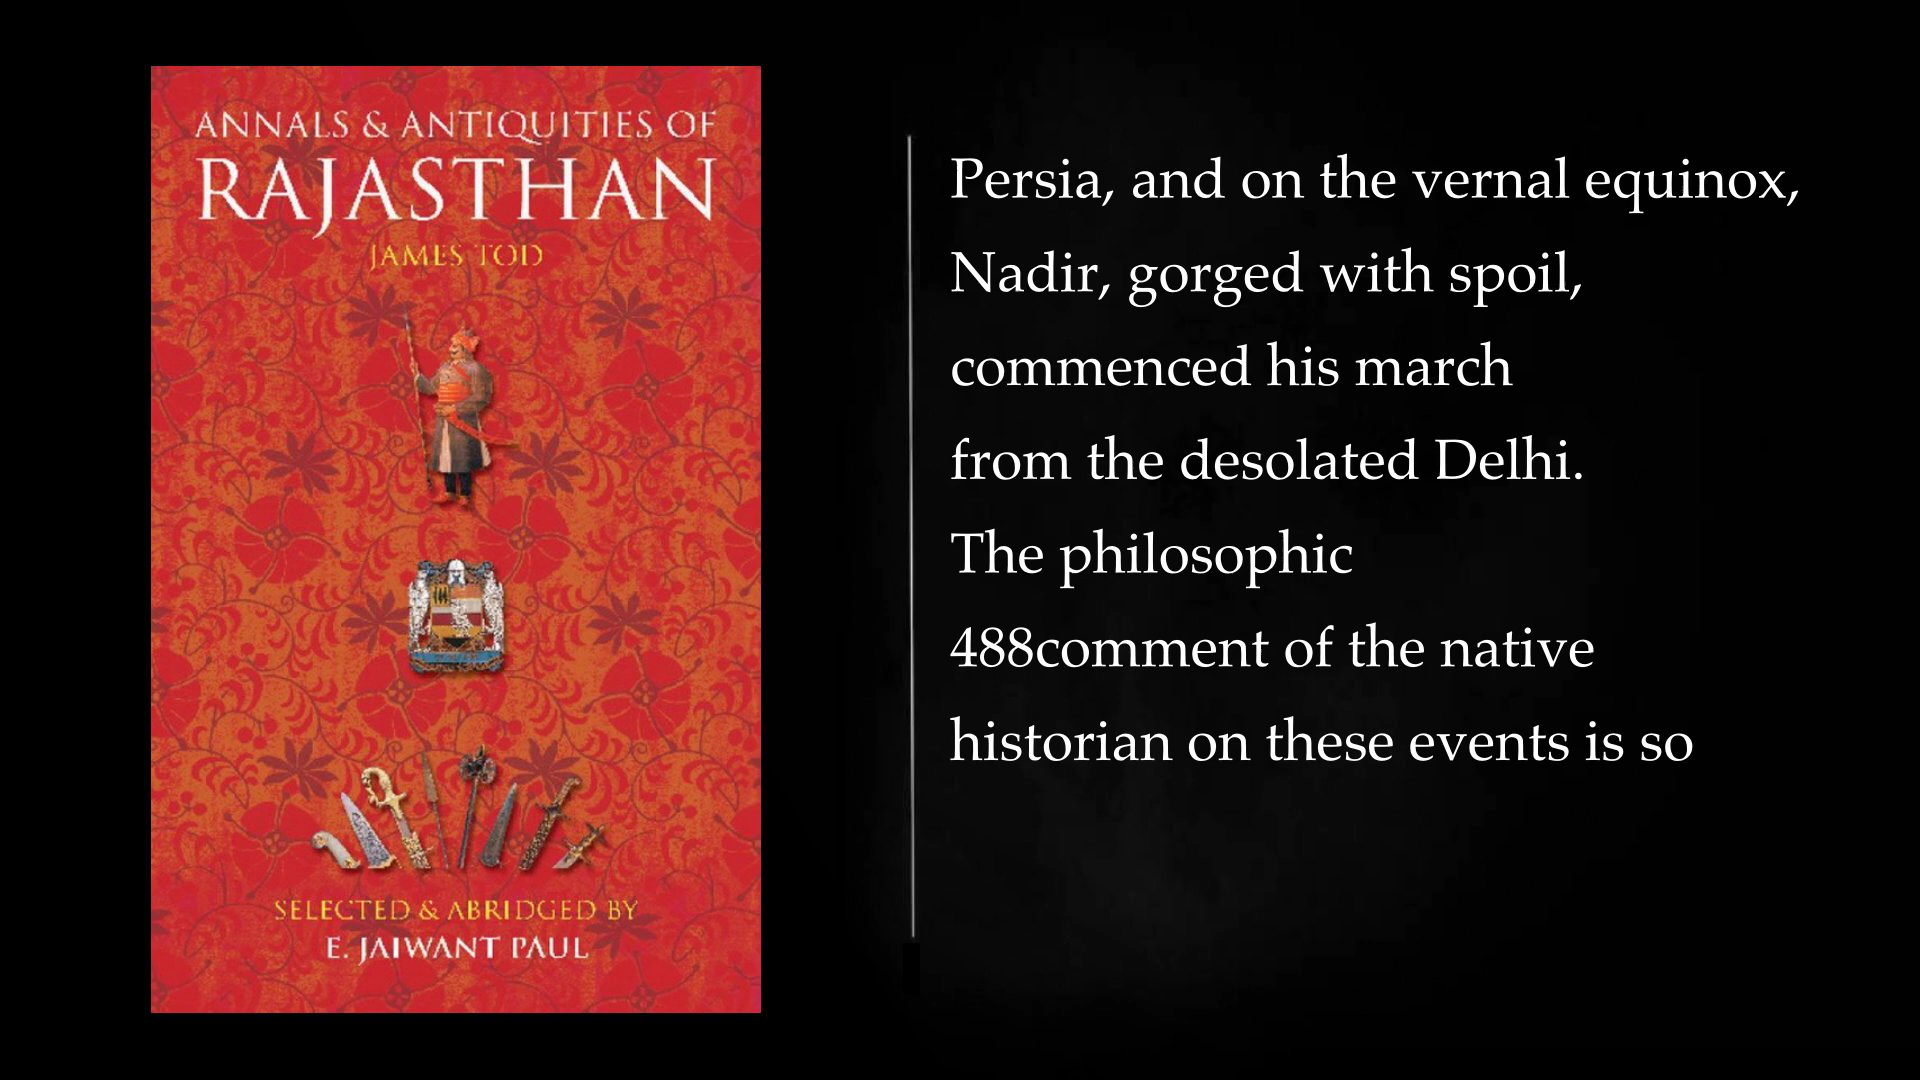 ANNALS & ANTIQUITIES OF
RAJASTHAN
JAMES TOD
SELECTED & ABRIDGED BY
E. JAIWANT PAUL
Persia, and on the vernal equinox,
Nadir, gorged with spoil,
commenced his march
from the desolated Delhi.
The philosophic
488comment of the native
historian on these events is so